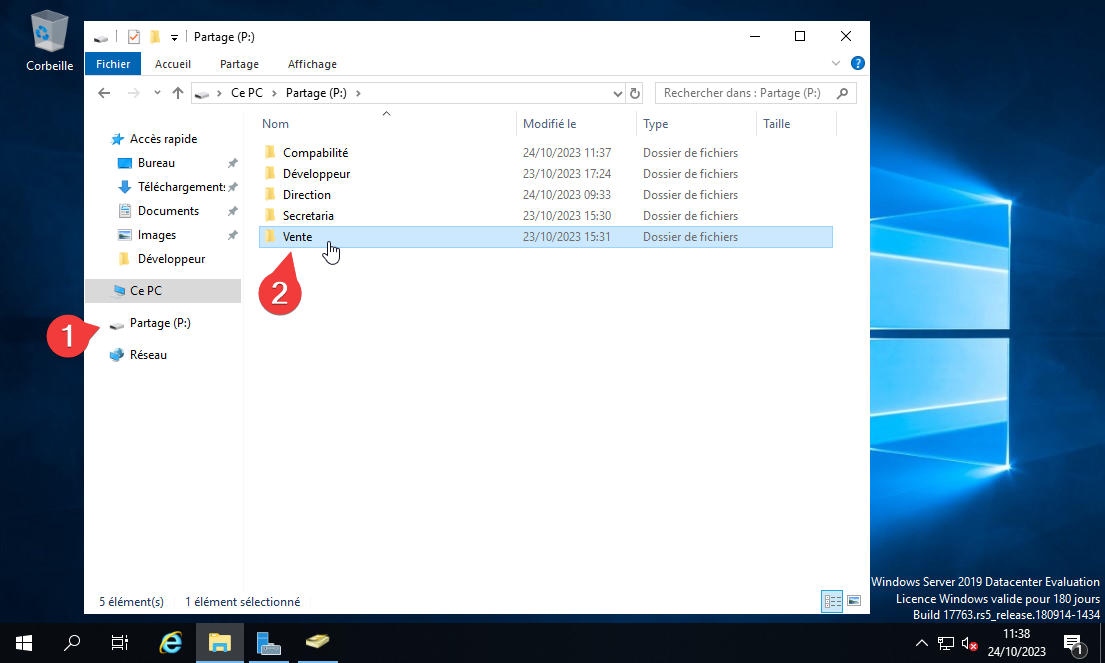 Corbeille
Partage (P:)
Fichier Accueil Partage Affichage
Ce PC Partage (P:)
Rechercher dans : Partage (P:)
Nom Modifié le Type Taille
Accès rapide
Bureau
Téléchargements
Documents
Images
Développeur
Ce PC
Partage (P:)
Réseau
Compabilité 24/10/2023 11:37 Dossier de fichiers
Développeur 23/10/2023 17:24 Dossier de fichiers
Direction 24/10/2023 09:33 Dossier de fichiers
Secretaria 23/10/2023 15:30 Dossier de fichiers
Vente 23/10/2023 15:31 Dossier de fichiers
1
2
5 élément(s) 1 élément sélectionné
Windows Server 2019 Datacenter Evaluation
Licence Windows valide pour 180 jours
Build 17763.rs5_release.180914-1434
11:38
24/10/2023
1